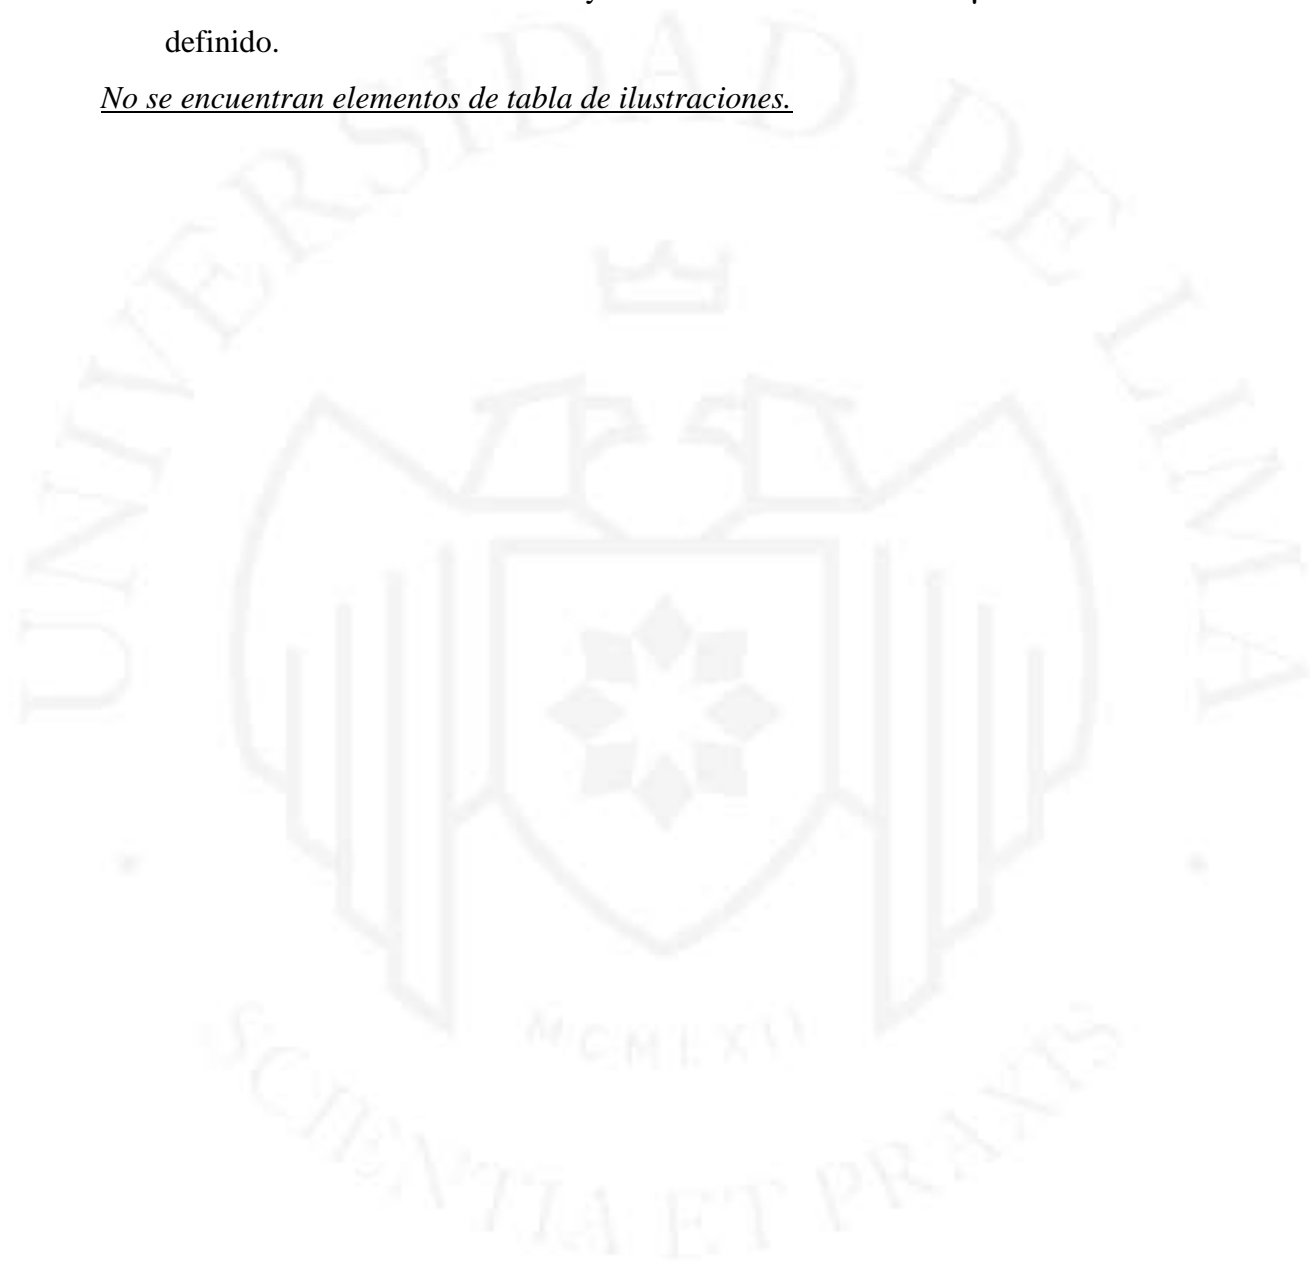 definido.
No se encuentran elementos de tabla de ilustraciones.
UNIVERSIDAD DE LIMA
MCMLXII
SCIENTIA ET PRAXIS